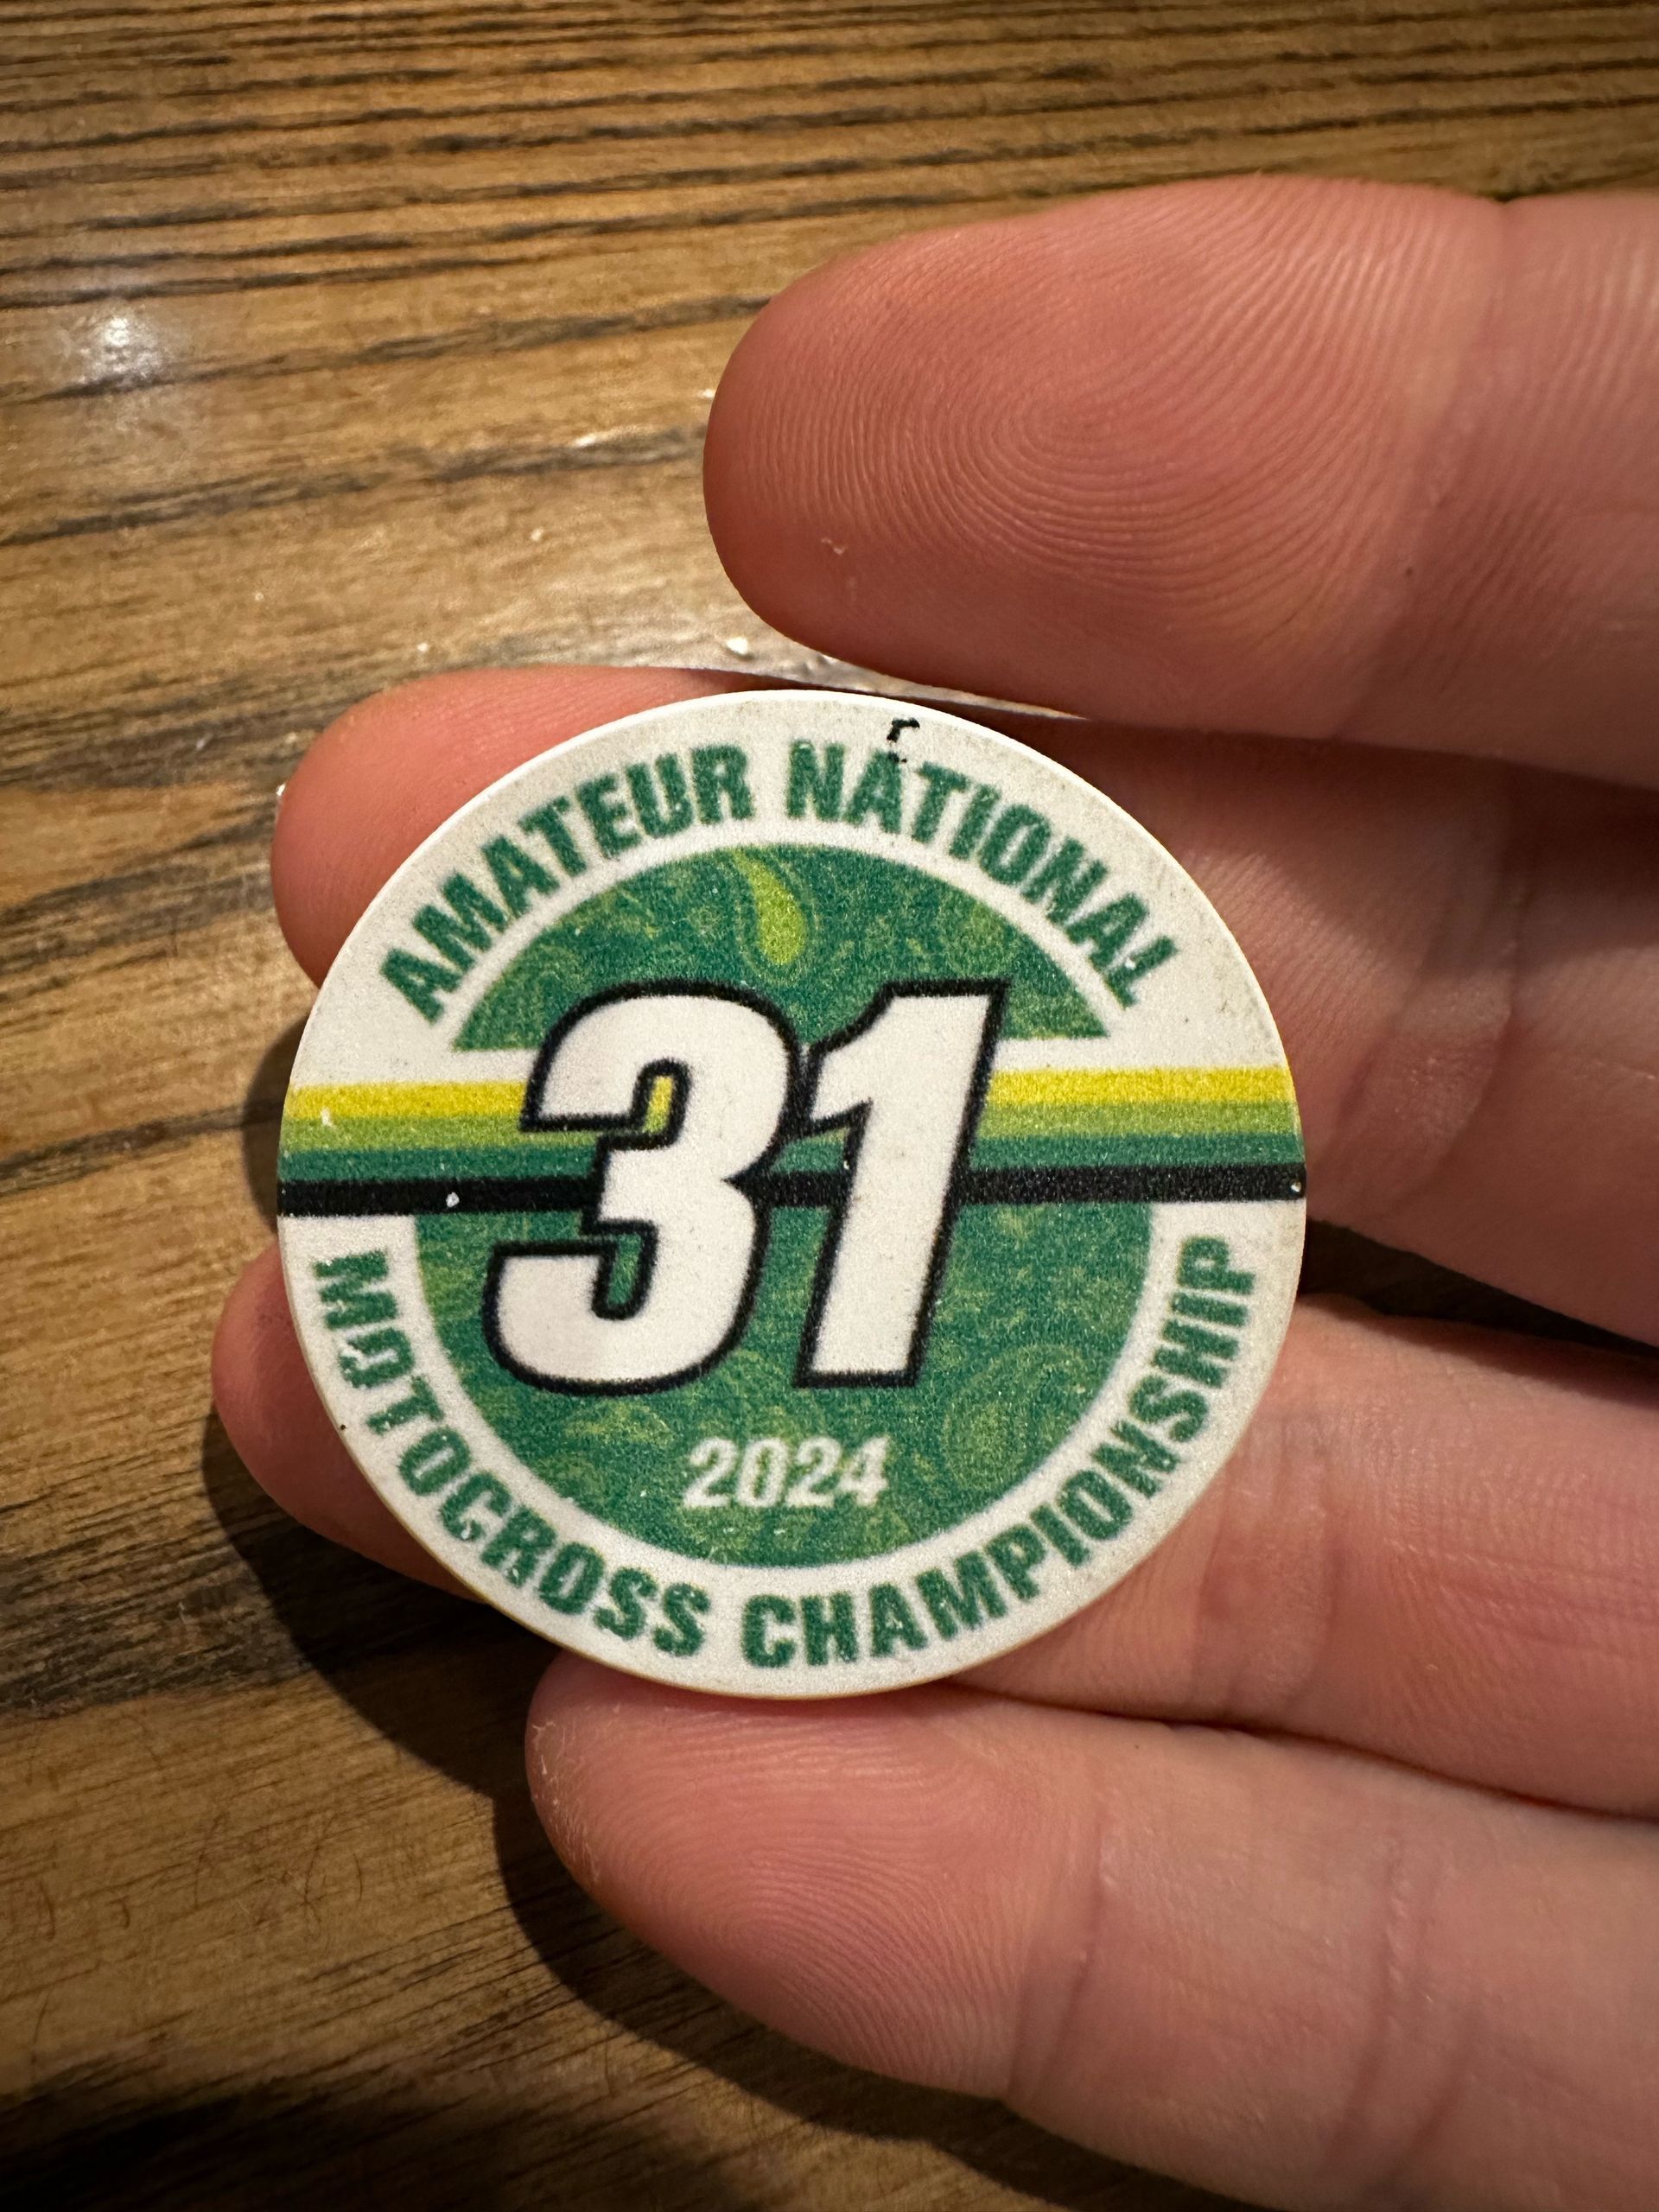 AMATEUR NATIONAL
31
2024
MOTOCROSS CHAMPIONSHIP